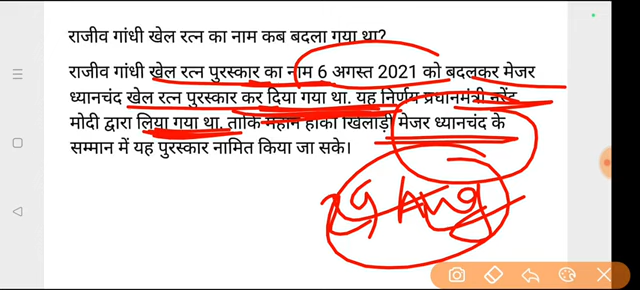 राजीव गांधी खेल रत्न का नाम कब बदला गया था?
राजीव गांधी खेल रत्न पुरस्कार का नाम 6 अगस्त 2021 को बदलकर मेजर
ध्यानचंद खेल रत्न पुरस्कार कर दिया गया था. यह निर्णय प्रधानमंत्री नरेंद्र
मोदी द्वारा लिया गया था. ताकि महान हॉकी खिलाड़ी मेजर ध्यानचंद के
सम्मान में यह पुरस्कार नामित किया जा सके।
29 Aug